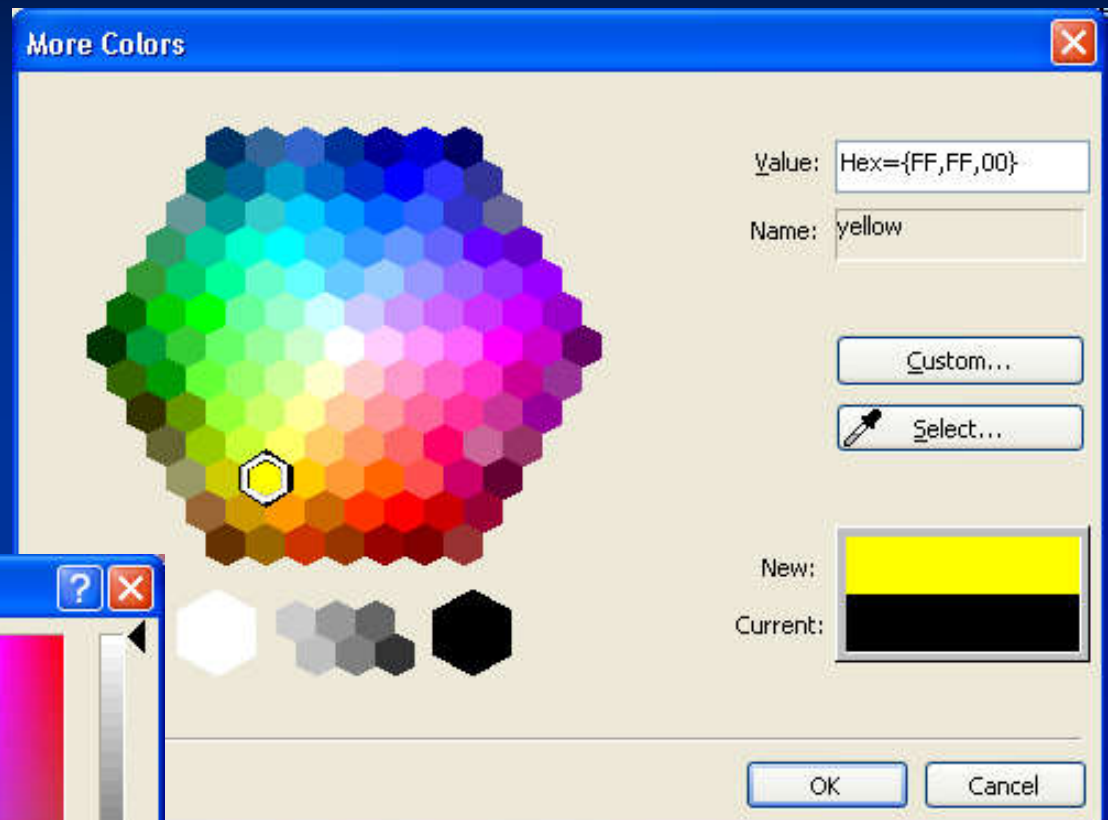 More Colors
Value: Hex={FF,FF,00}
Name: yellow
Custom...
Select...
New:
Current:
?
OK Cancel